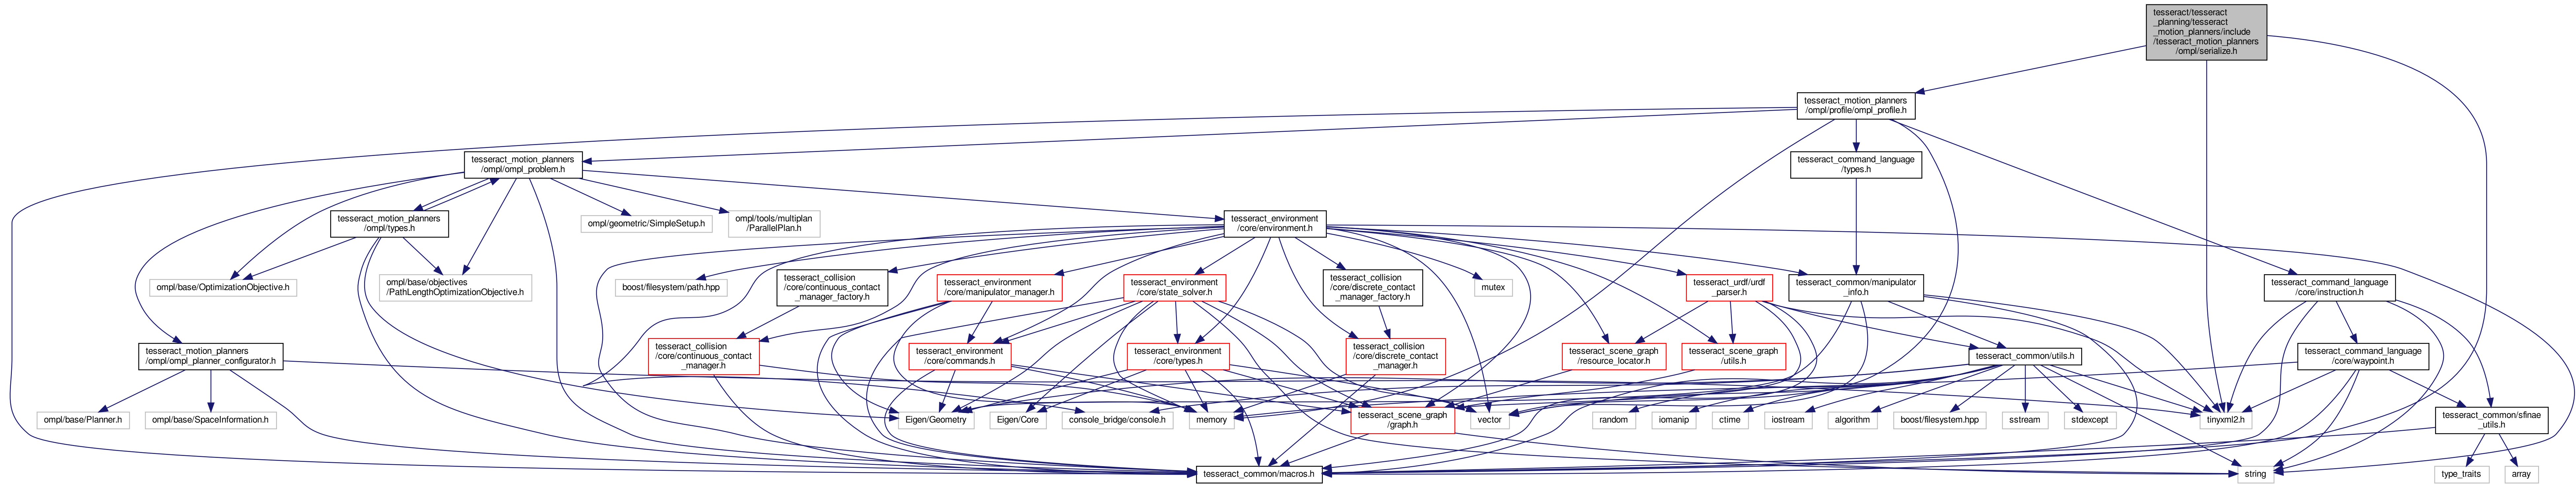 tesseract/tesseract
_planning/tesseract
_motion_planners/include
/tesseract_motion_planners
/ompl/serialize.h
tesseract_motion_planners
/ompl/profile/ompl_profile.h
tesseract_motion_planners
/ompl/ompl_problem.h
tesseract_command_language
/types.h
tesseract_motion_planners
/ompl/types.h
ompl/geometric/SimpleSetup.h
ompl/tools/multiplan
/ParallelPlan.h
tesseract_environment
/core/environment.h
ompl/base/OptimizationObjective.h
ompl/base/objectives
/PathLengthOptimizationObjective.h
boost/filesystem/path.hpp
tesseract_collision
/core/continuous_contact
_manager_factory.h
tesseract_environment
/core/manipulator_manager.h
tesseract_environment
/core/state_solver.h
tesseract_collision
/core/discrete_contact
_manager_factory.h
mutex
tesseract_urdf/urdf
_parser.h
tesseract_common/manipulator
_info.h
tesseract_command_language
/core/instruction.h
tesseract_motion_planners
/ompl/ompl_planner_configurator.h
tesseract_collision
/core/continuous_contact
_manager.h
tesseract_environment
/core/commands.h
tesseract_environment
/core/types.h
tesseract_collision
/core/discrete_contact
_manager.h
tesseract_scene_graph
/resource_locator.h
tesseract_scene_graph
/utils.h
tesseract_common/utils.h
tesseract_command_language
/core/waypoint.h
ompl/base/Planner.h
ompl/base/SpaceInformation.h
Eigen/Geometry
Eigen/Core
console_bridge/console.h
memory
tesseract_scene_graph
/graph.h
vector
random
iomanip
ctime
iostream
algorithm
boost/filesystem.hpp
sstream
stdexcept
tinyxml2.h
tesseract_common/sfinae
_utils.h
tesseract_common/macros.h
string
type_traits
array